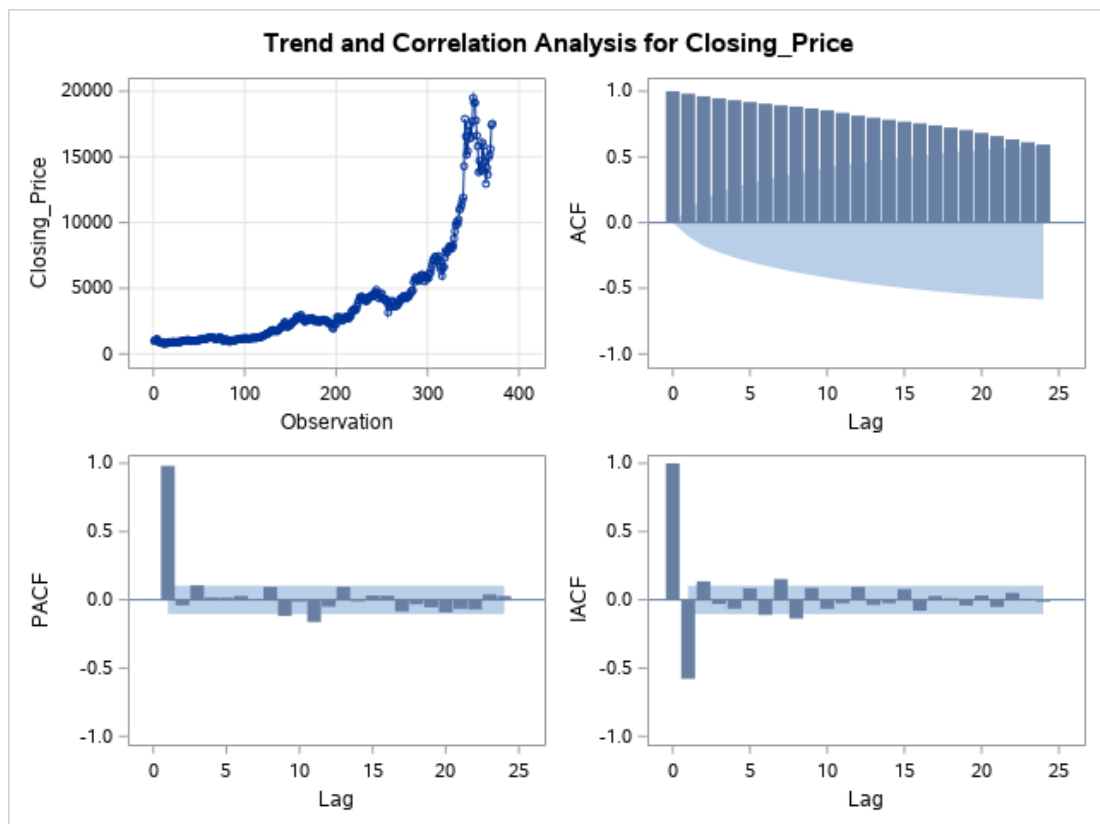 Trend and Correlation Analysis for Closing_Price
Closing_Price
20000
15000
10000
5000
0
0 100 200 300 400
Observation
ACF
1.0
0.5
0.0
-0.5
-1.0
0 5 10 15 20 25
Lag
PACF
1.0
0.5
0.0
-0.5
-1.0
0 5 10 15 20 25
Lag
IACF
1.0
0.5
0.0
-0.5
-1.0
0 5 10 15 20 25
Lag